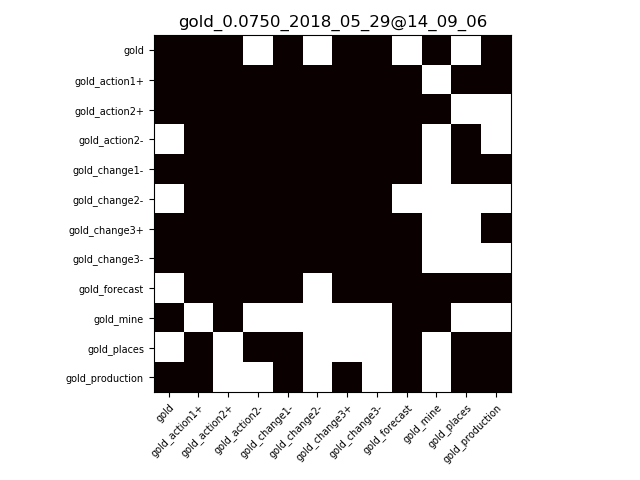 gold_0.0750_2018_05_29@14_09_06
gold
gold_action1+
gold_action2+
gold_action2-
gold_change1-
gold_change2-
gold_change3+
gold_change3-
gold_forecast
gold_mine
gold_places
gold_production
gold
gold_action1+
gold_action2+
gold_action2-
gold_change1-
gold_change2-
gold_change3+
gold_change3-
gold_forecast
gold_mine
gold_places
gold_production